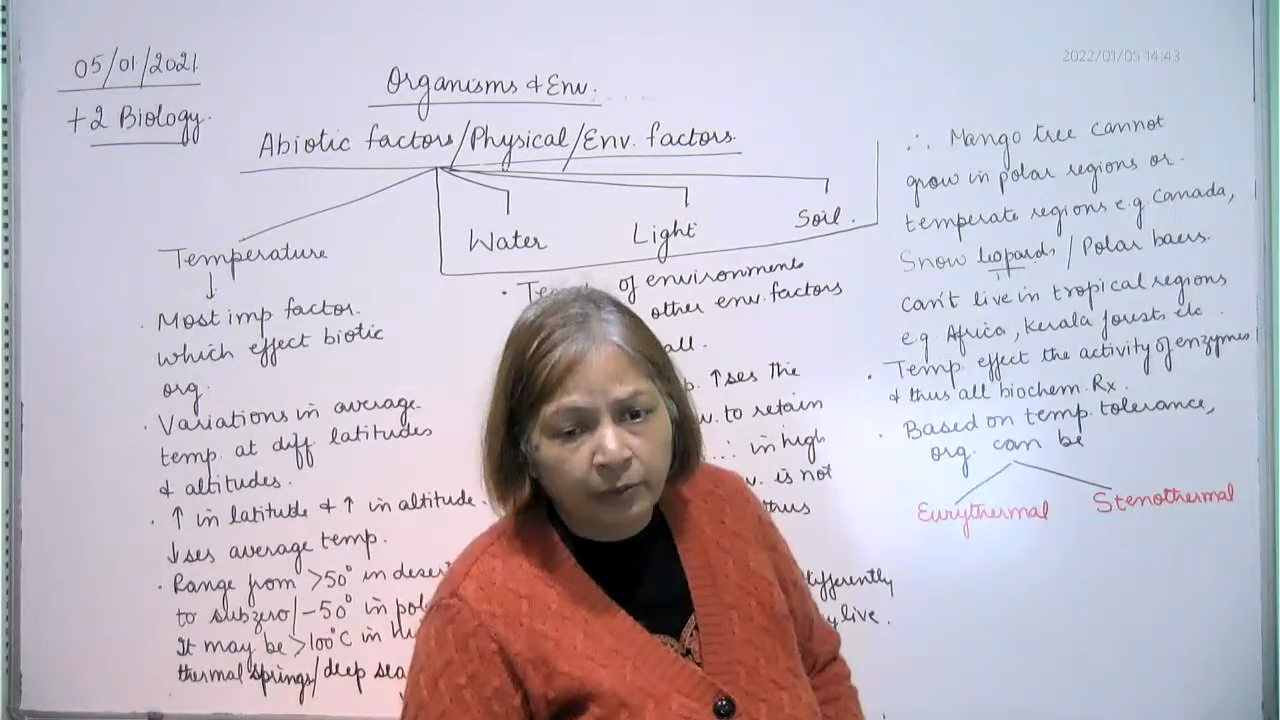 2022/01/05 14:43
05/01/2021
+2 Biology.
Organisms & Env.
Abiotic factors/Physical/Env. factors.
Temperature
Water
Light
Soil.
· Most imp factor.
which effect biotic
org.
· Variations in average
temp. at diff latitudes
& altitudes.
· ↑ in latitude & ↑ in altitude.
↓ses average temp.
· Range from >50° in
to subzero/-50° in
It may be >100°C in
thermal springs/deep sea
· of environment
other env. factors
all.
↑ses the
to retain
∴ in high
is not
thus
differently
live.
∴ Mango tree cannot
grow in polar regions or
temperate regions e.g. Canada,
Snow leopards / Polar baers.
can't live in tropical regions
e.g Africa, Kerala forests etc.
· Temp. effect the activity of enzymes
& thus all biochem. Rx.
· Based on temp. tolerance,
org. can be
Eurythermal
Stenothermal